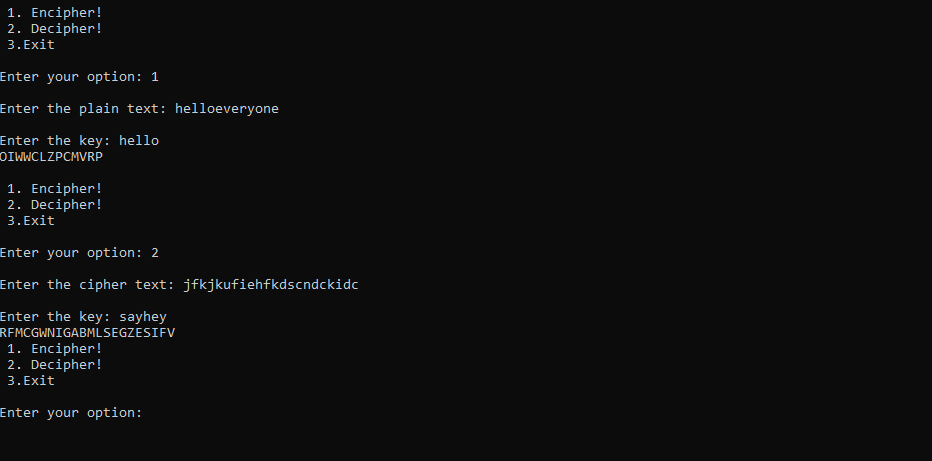 1. Encipher!
2. Decipher!
3.Exit
Enter your option: 1
Enter the plain text: helloeveryone
Enter the key: hello
OIWWCLZPCMVRP
1. Encipher!
2. Decipher!
3.Exit
Enter your option: 2
Enter the cipher text: jfkjkufiehfkdscndckidc
Enter the key: sayhey
RFMCGWNIGABMLSEGZESIFV
1. Encipher!
2. Decipher!
3.Exit
Enter your option: